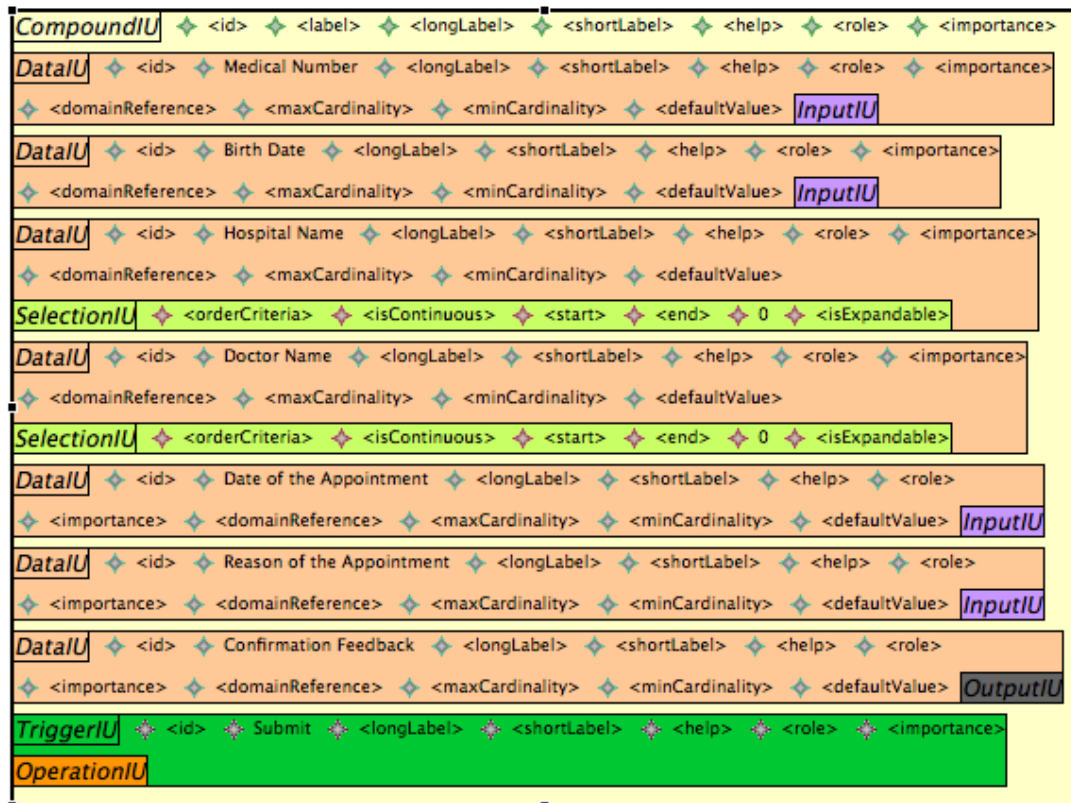 CompoundIU <id> <label> <longLabel> <shortLabel> <help> <role> <importance>
DataIU <id> Medical Number <longLabel> <shortLabel> <help> <role> <importance>
<domainReference> <maxCardinality> <minCardinality> <defaultValue> InputIU
DataIU <id> Birth Date <longLabel> <shortLabel> <help> <role> <importance>
<domainReference> <maxCardinality> <minCardinality> <defaultValue> InputIU
DataIU <id> Hospital Name <longLabel> <shortLabel> <help> <role> <importance>
<domainReference> <maxCardinality> <minCardinality> <defaultValue>
SelectionIU <orderCriteria> <isContinuous> <start> <end> 0 <isExpandable>
DataIU <id> Doctor Name <longLabel> <shortLabel> <help> <role> <importance>
<domainReference> <maxCardinality> <minCardinality> <defaultValue>
SelectionIU <orderCriteria> <isContinuous> <start> <end> 0 <isExpandable>
DataIU <id> Date of the Appointment <longLabel> <shortLabel> <help> <role>
<importance> <domainReference> <maxCardinality> <minCardinality> <defaultValue> InputIU
DataIU <id> Reason of the Appointment <longLabel> <shortLabel> <help> <role>
<importance> <domainReference> <maxCardinality> <minCardinality> <defaultValue> InputIU
DataIU <id> Confirmation Feedback <longLabel> <shortLabel> <help> <role>
<importance> <domainReference> <maxCardinality> <minCardinality> <defaultValue> OutputIU
TriggerIU <id> Submit <longLabel> <shortLabel> <help> <role> <importance>
OperationIU